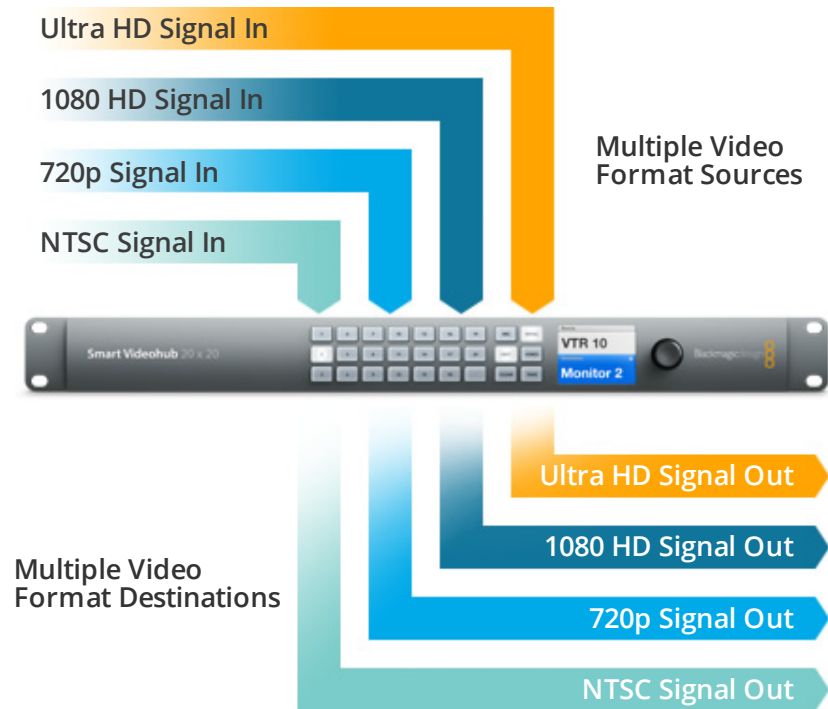 Ultra HD Signal In
1080 HD Signal In
720p Signal In
NTSC Signal In
Multiple Video
Format Sources
Smart Videohub 20 x 20
VTR 10
Monitor 2
Blackmagicdesign
Ultra HD Signal Out
1080 HD Signal Out
720p Signal Out
NTSC Signal Out
Multiple Video
Format Destinations